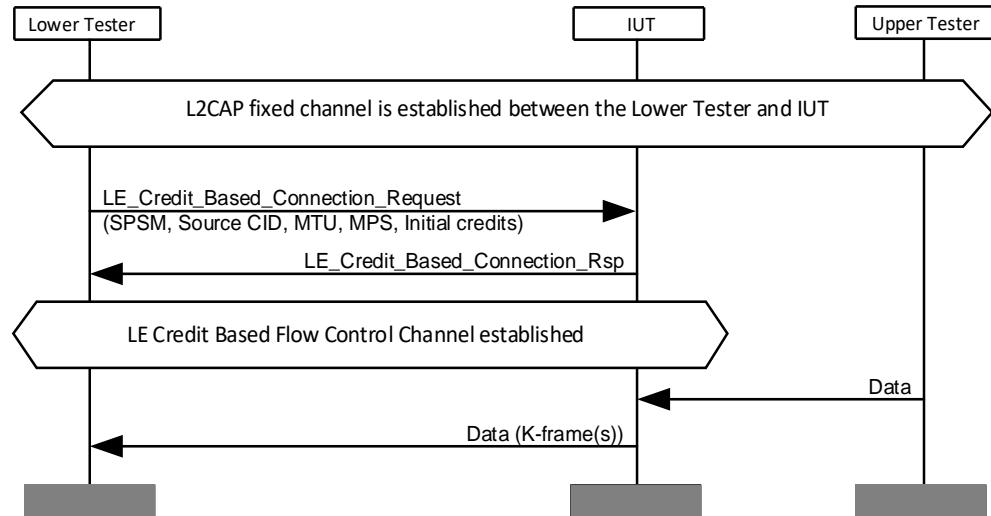 Lower Tester
IUT
Upper Tester
L2CAP fixed channel is established between the Lower Tester and IUT
LE_Credit_Based_Connection_Request
(SPSM, Source CID, MTU, MPS, Initial credits)
LE_Credit_Based_Connection_Rsp
LE Credit Based Flow Control Channel established
Data
Data (K-frame(s))